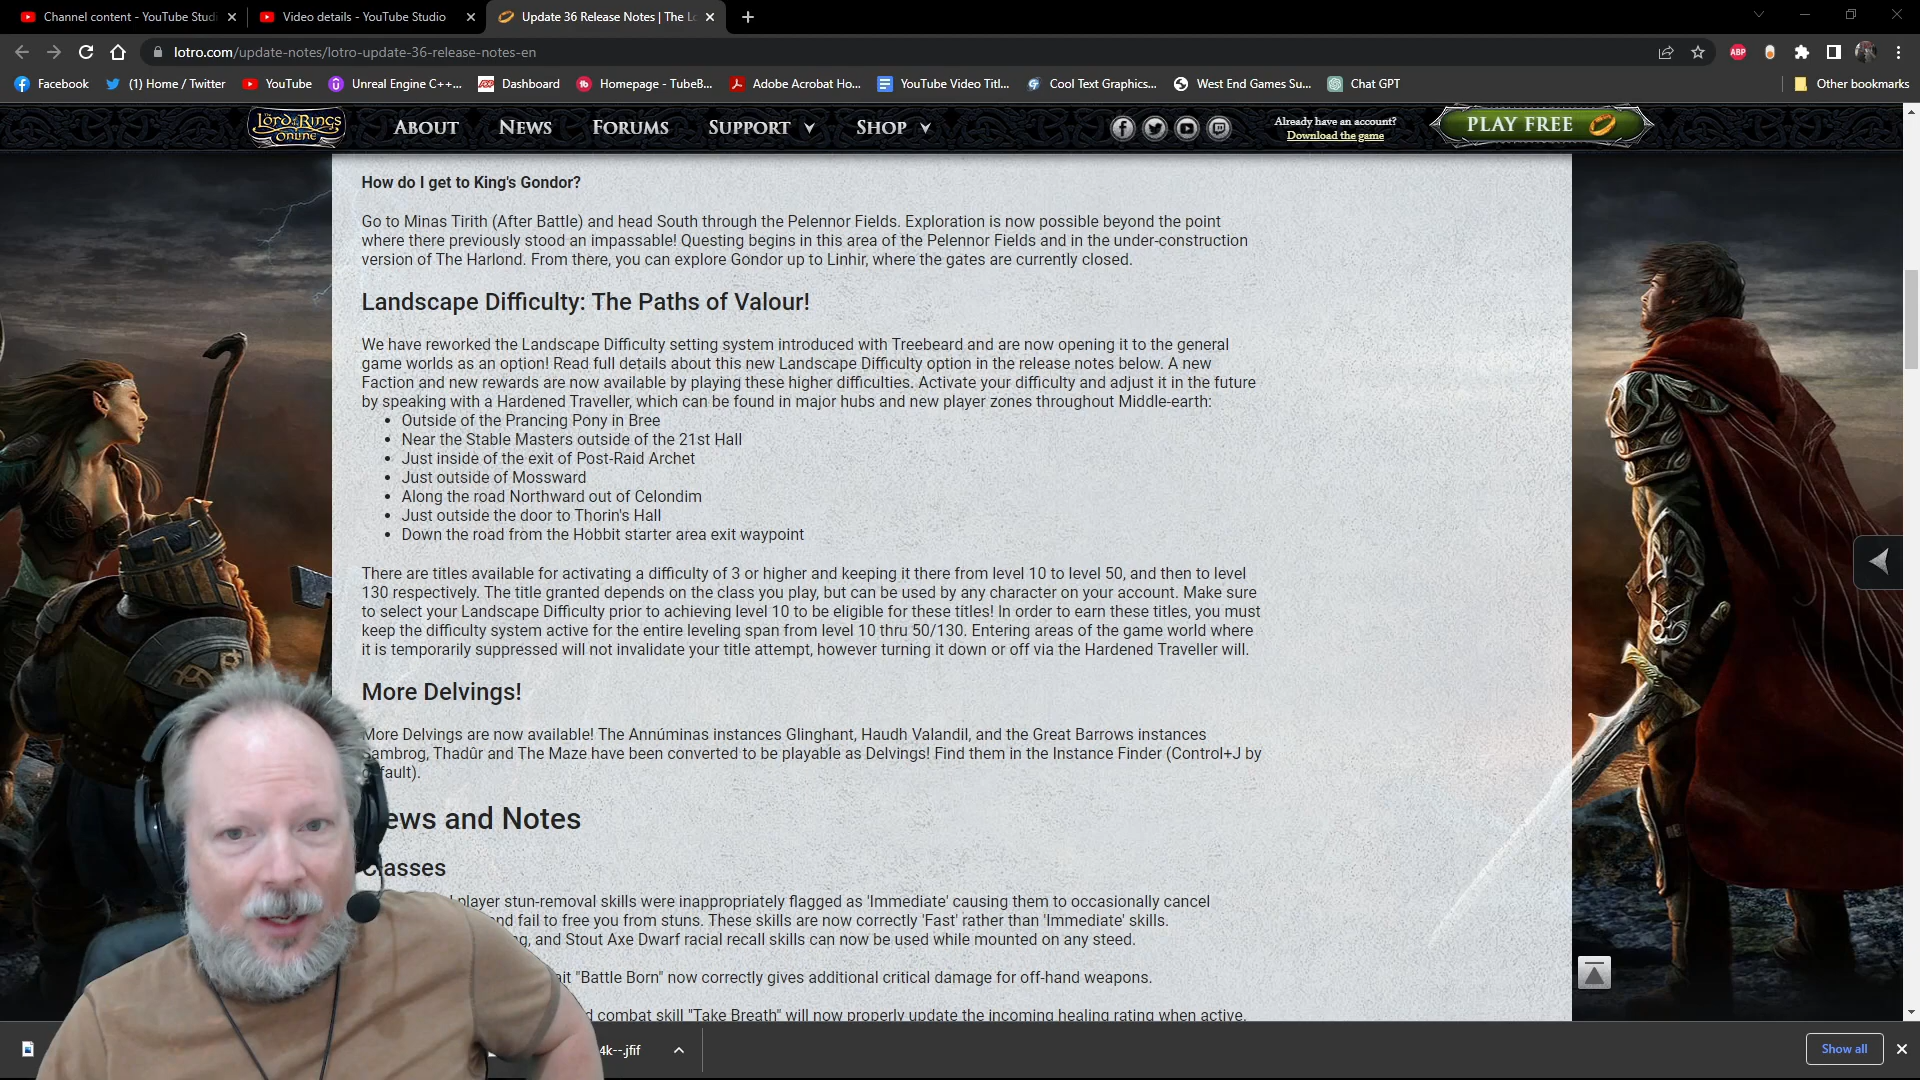 Channel content - YouTube Studi
Video details - YouTube Studio
Update 36 Release Notes | The Lo
lotro.com/update-notes/lotro-update-36-release-notes-en
ABP
Facebook
(1) Home / Twitter
YouTube
Unreal Engine C++...
Dashboard
Homepage - TubeB...
Adobe Acrobat Ho...
YouTube Video Titl...
Cool Text Graphics...
West End Games Su...
Chat GPT
Other bookmarks
The Lord of the Rings Online
ABOUT
NEWS
FORUMS
SUPPORT
SHOP
Already have an account?
Download the game
PLAY FREE
How do I get to King's Gondor?
Go to Minas Tirith (After Battle) and head South through the Pelennor Fields. Exploration is now possible beyond the point
where there previously stood an impassable! Questing begins in this area of the Pelennor Fields and in the under-construction
version of The Harlond. From there, you can explore Gondor up to Linhir, where the gates are currently closed.
Landscape Difficulty: The Paths of Valour!
We have reworked the Landscape Difficulty setting system introduced with Treebeard and are now opening it to the general
game worlds as an option! Read full details about this new Landscape Difficulty option in the release notes below. A new
Faction and new rewards are now available by playing these higher difficulties. Activate your difficulty and adjust it in the future
by speaking with a Hardened Traveller, which can be found in major hubs and new player zones throughout Middle-earth:
• Outside of the Prancing Pony in Bree
• Near the Stable Masters outside of the 21st Hall
• Just inside of the exit of Post-Raid Archet
• Just outside of Mossward
• Along the road Northward out of Celondim
• Just outside the door to Thorin's Hall
• Down the road from the Hobbit starter area exit waypoint
There are titles available for activating a difficulty of 3 or higher and keeping it there from level 10 to level 50, and then to level
130 respectively. The title granted depends on the class you play, but can be used by any character on your account. Make sure
to select your Landscape Difficulty prior to achieving level 10 to be eligible for these titles! In order to earn these titles, you must
keep the difficulty system active for the entire leveling span from level 10 thru 50/130. Entering areas of the game world where
it is temporarily suppressed will not invalidate your title attempt, however turning it down or off via the Hardened Traveller will.
More Delvings!
More Delvings are now available! The Annúminas instances Glinghant, Haudh Valandil, and the Great Barrows instances
Sambrog, Thadúr and The Maze have been converted to be playable as Delvings! Find them in the Instance Finder (Control+J by
default).
News and Notes
Classes
player stun-removal skills were inappropriately flagged as 'Immediate' causing them to occasionally cancel
and fail to free you from stuns. These skills are now correctly 'Fast' rather than 'Immediate' skills.
and Stout Axe Dwarf racial recall skills can now be used while mounted on any steed.
"Battle Born" now correctly gives additional critical damage for off-hand weapons.
combat skill "Take Breath" will now properly update the incoming healing rating when active.
4k--.jfif
Show all